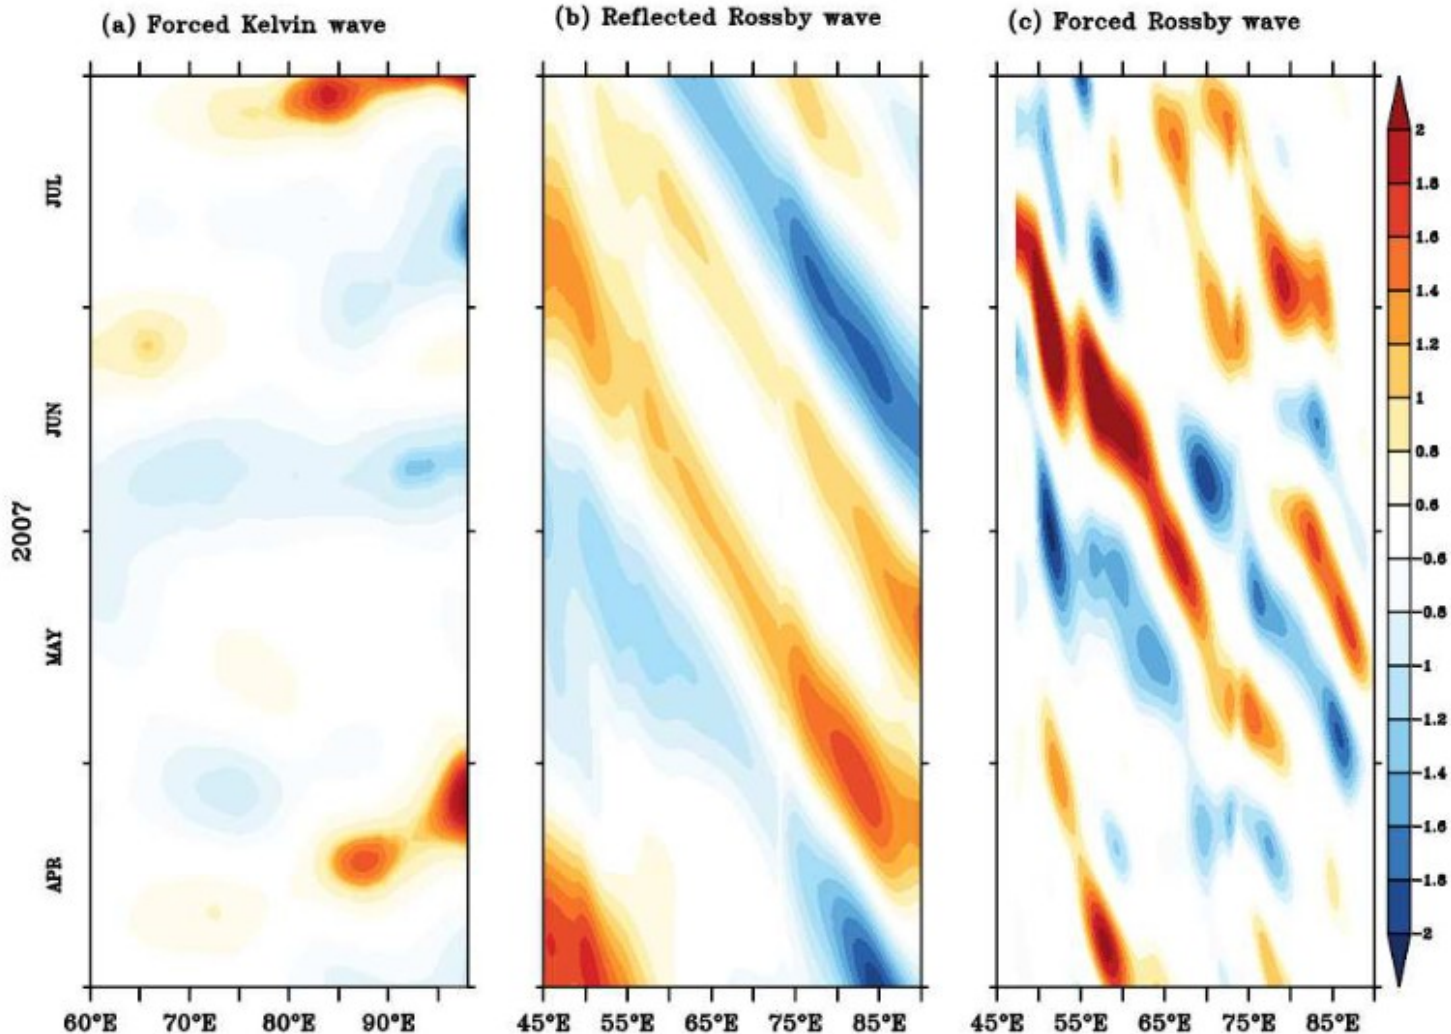 (a) Forced Kelvin wave
(b) Reflected Rossby wave
(c) Forced Rossby wave
2007
JUL
JUN
MAY
APR
60°E 70°E 80°E 90°E
45°E 55°E 65°E 75°E 85°E
45°E 55°E 65°E 75°E 85°E
2
1.8
1.6
1.4
1.2
1
0.8
0.6
-0.6
-0.8
-1
-1.2
-1.4
-1.6
-1.8
-2